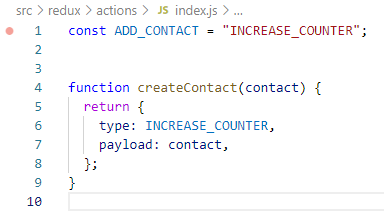 src > redux > actions > JS index.js > ...
1 const ADD_CONTACT = "INCREASE_COUNTER";
2
3
4 function createContact(contact) {
5 return {
6 type: INCREASE_COUNTER,
7 payload: contact,
8 };
9 }
10